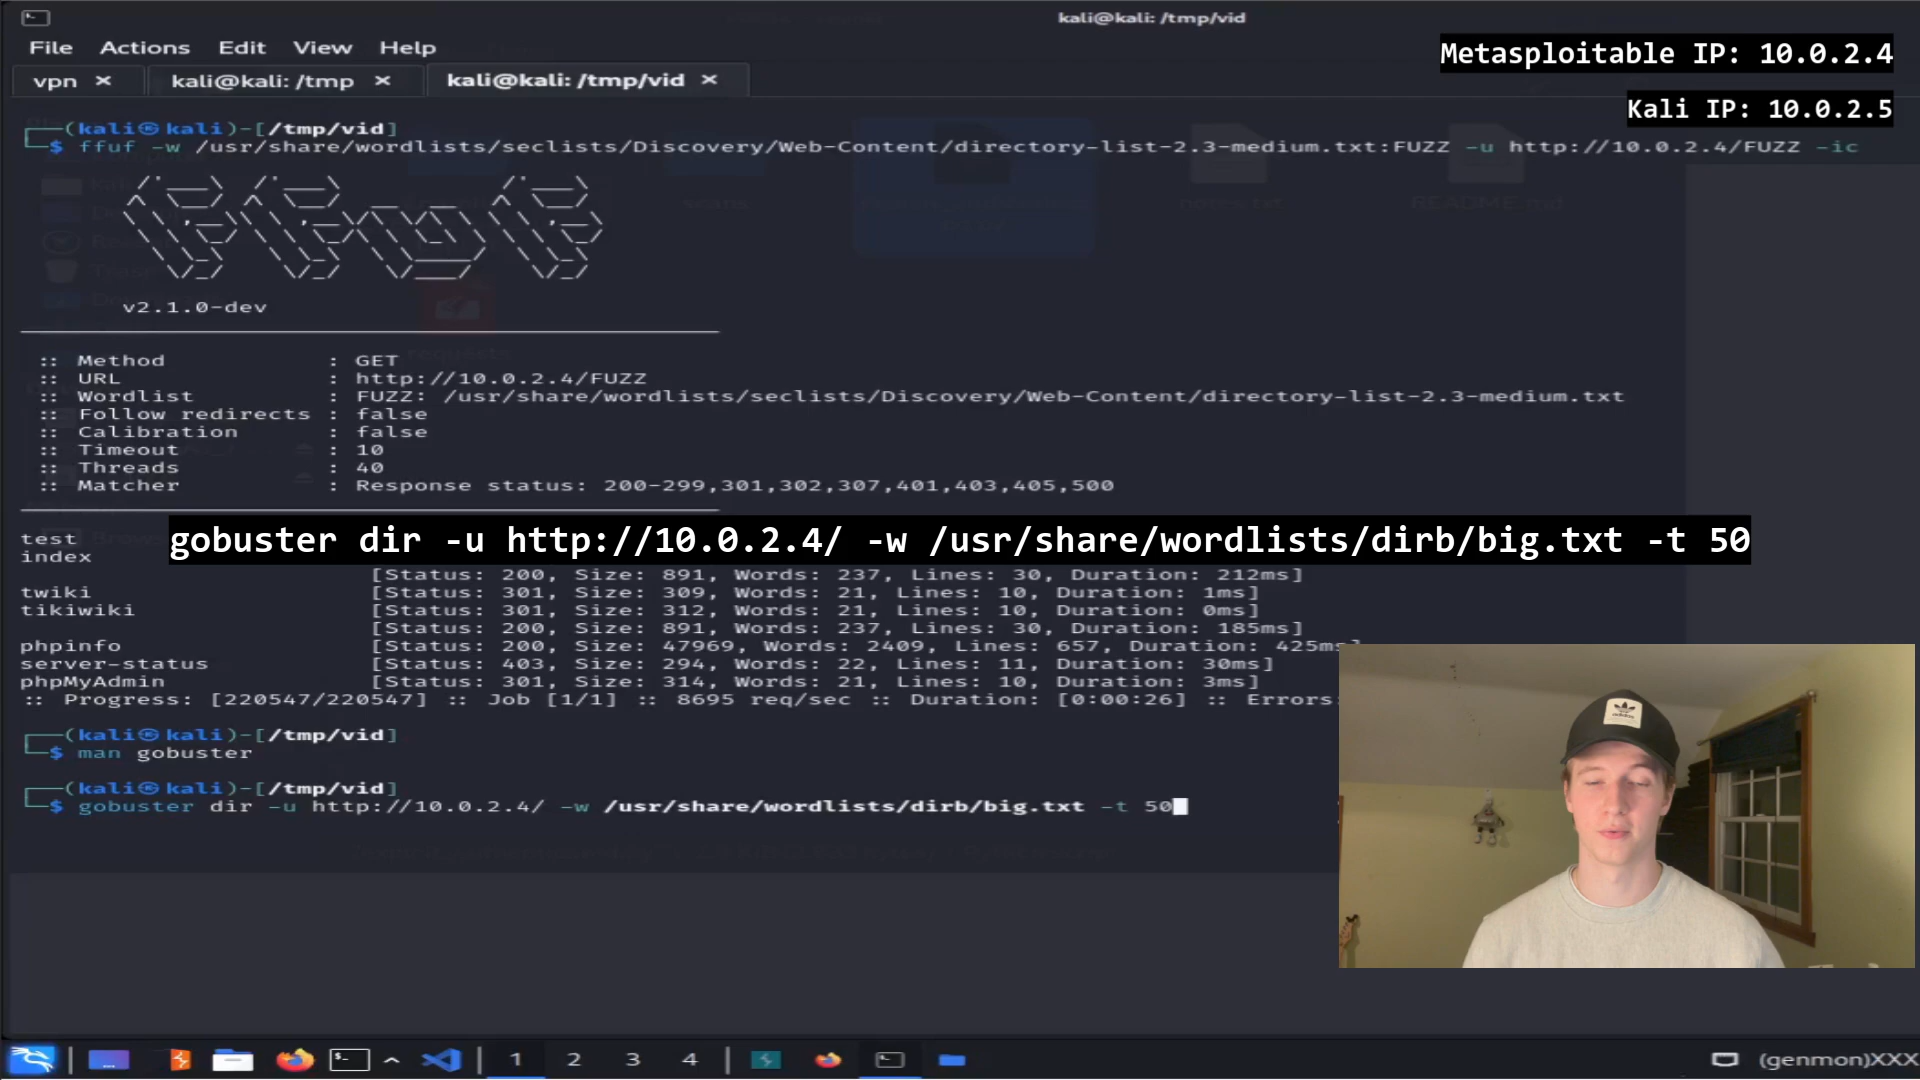 kali@kali: /tmp/vid
File Actions Edit View Help
vpn × kali@kali: /tmp × kali@kali: /tmp/vid ×
Metasploitable IP: 10.0.2.4
Kali IP: 10.0.2.5
┌──(kali㉿kali)-[/tmp/vid]
└─$ ffuf -w /usr/share/wordlists/seclists/Discovery/Web-Content/directory-list-2.3-medium.txt:FUZZ -u http://10.0.2.4/FUZZ -ic
v2.1.0-dev
:: Method : GET
:: URL : http://10.0.2.4/FUZZ
:: Wordlist : FUZZ: /usr/share/wordlists/seclists/Discovery/Web-Content/directory-list-2.3-medium.txt
:: Follow redirects : false
:: Calibration : false
:: Timeout : 10
:: Threads : 40
:: Matcher : Response status: 200-299,301,302,307,401,403,405,500
test
gobuster dir -u http://10.0.2.4/ -w /usr/share/wordlists/dirb/big.txt -t 50
index
[Status: 200, Size: 891, Words: 237, Lines: 30, Duration: 212ms]
twiki [Status: 301, Size: 309, Words: 21, Lines: 10, Duration: 1ms]
tikiwiki [Status: 301, Size: 312, Words: 21, Lines: 10, Duration: 0ms]
[Status: 200, Size: 891, Words: 237, Lines: 30, Duration: 185ms]
phpinfo [Status: 200, Size: 47969, Words: 2409, Lines: 657, Duration: 425ms]
server-status [Status: 403, Size: 294, Words: 22, Lines: 11, Duration: 30ms]
phpMyAdmin [Status: 301, Size: 314, Words: 21, Lines: 10, Duration: 3ms]
:: Progress: [220547/220547] :: Job [1/1] :: 8695 req/sec :: Duration: [0:00:26] :: Errors:
┌──(kali㉿kali)-[/tmp/vid]
└─$ man gobuster
┌──(kali㉿kali)-[/tmp/vid]
└─$ gobuster dir -u http://10.0.2.4/ -w /usr/share/wordlists/dirb/big.txt -t 50
1 2 3 4 (genmon)XXX